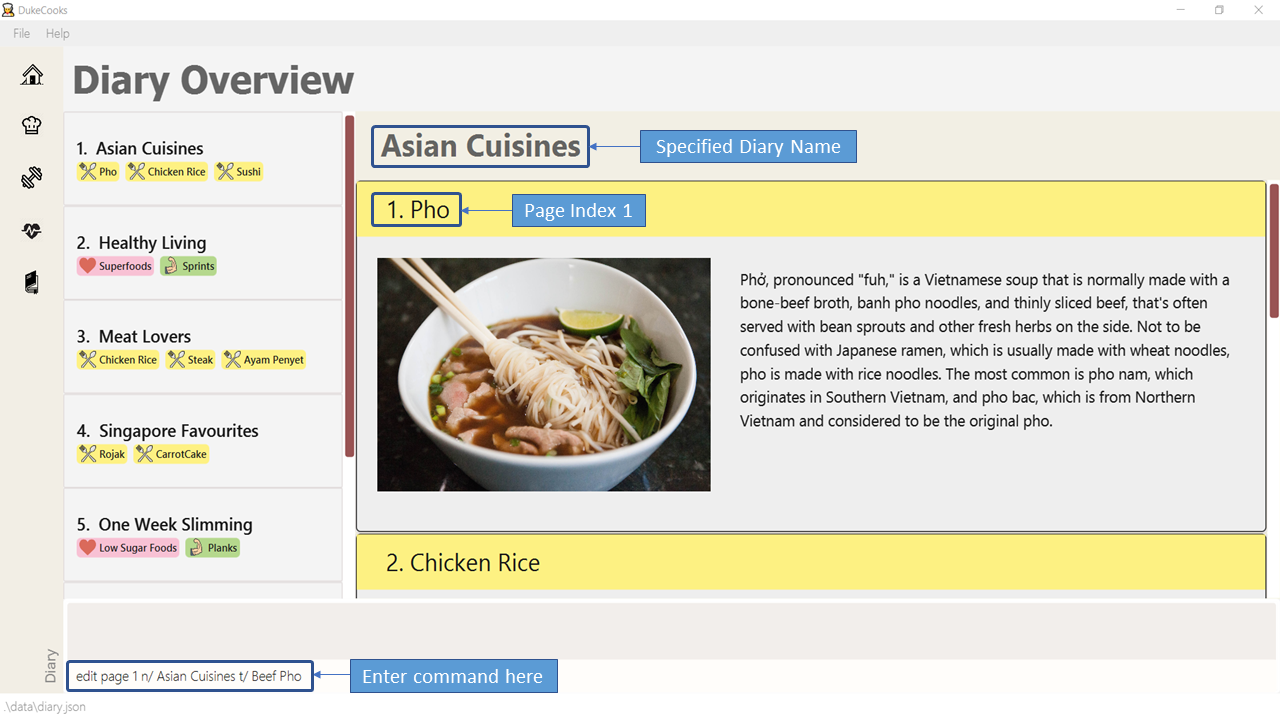 DukeCooks
File Help
Diary Overview
1. Asian Cuisines
Pho Chicken Rice Sushi
2. Healthy Living
Superfoods Sprints
3. Meat Lovers
Chicken Rice Steak Ayam Penyet
4. Singapore Favourites
Rojak CarrotCake
5. One Week Slimming
Low Sugar Foods Planks
Asian Cuisines
Specified Diary Name
1. Pho
Page Index 1
Phở, pronounced "fuh," is a Vietnamese soup that is normally made with a
bone-beef broth, banh pho noodles, and thinly sliced beef, that's often
served with bean sprouts and other fresh herbs on the side. Not to be
confused with Japanese ramen, which is usually made with wheat noodles,
pho is made with rice noodles. The most common is pho nam, which
originates in Southern Vietnam, and pho bac, which is from Northern
Vietnam and considered to be the original pho.
2. Chicken Rice
Diary
edit page 1 n/ Asian Cuisines t/ Beef Pho
Enter command here
.\data\diary.json